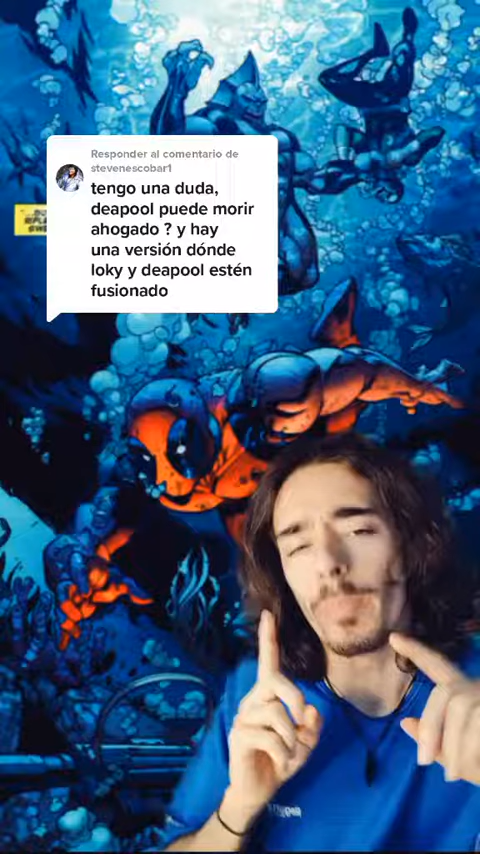 Responder al comentario de
stevenescobar1
tengo una duda,
deapool puede morir
ahogado ? y hay
una versión dónde
loky y deapool estén
fusionado